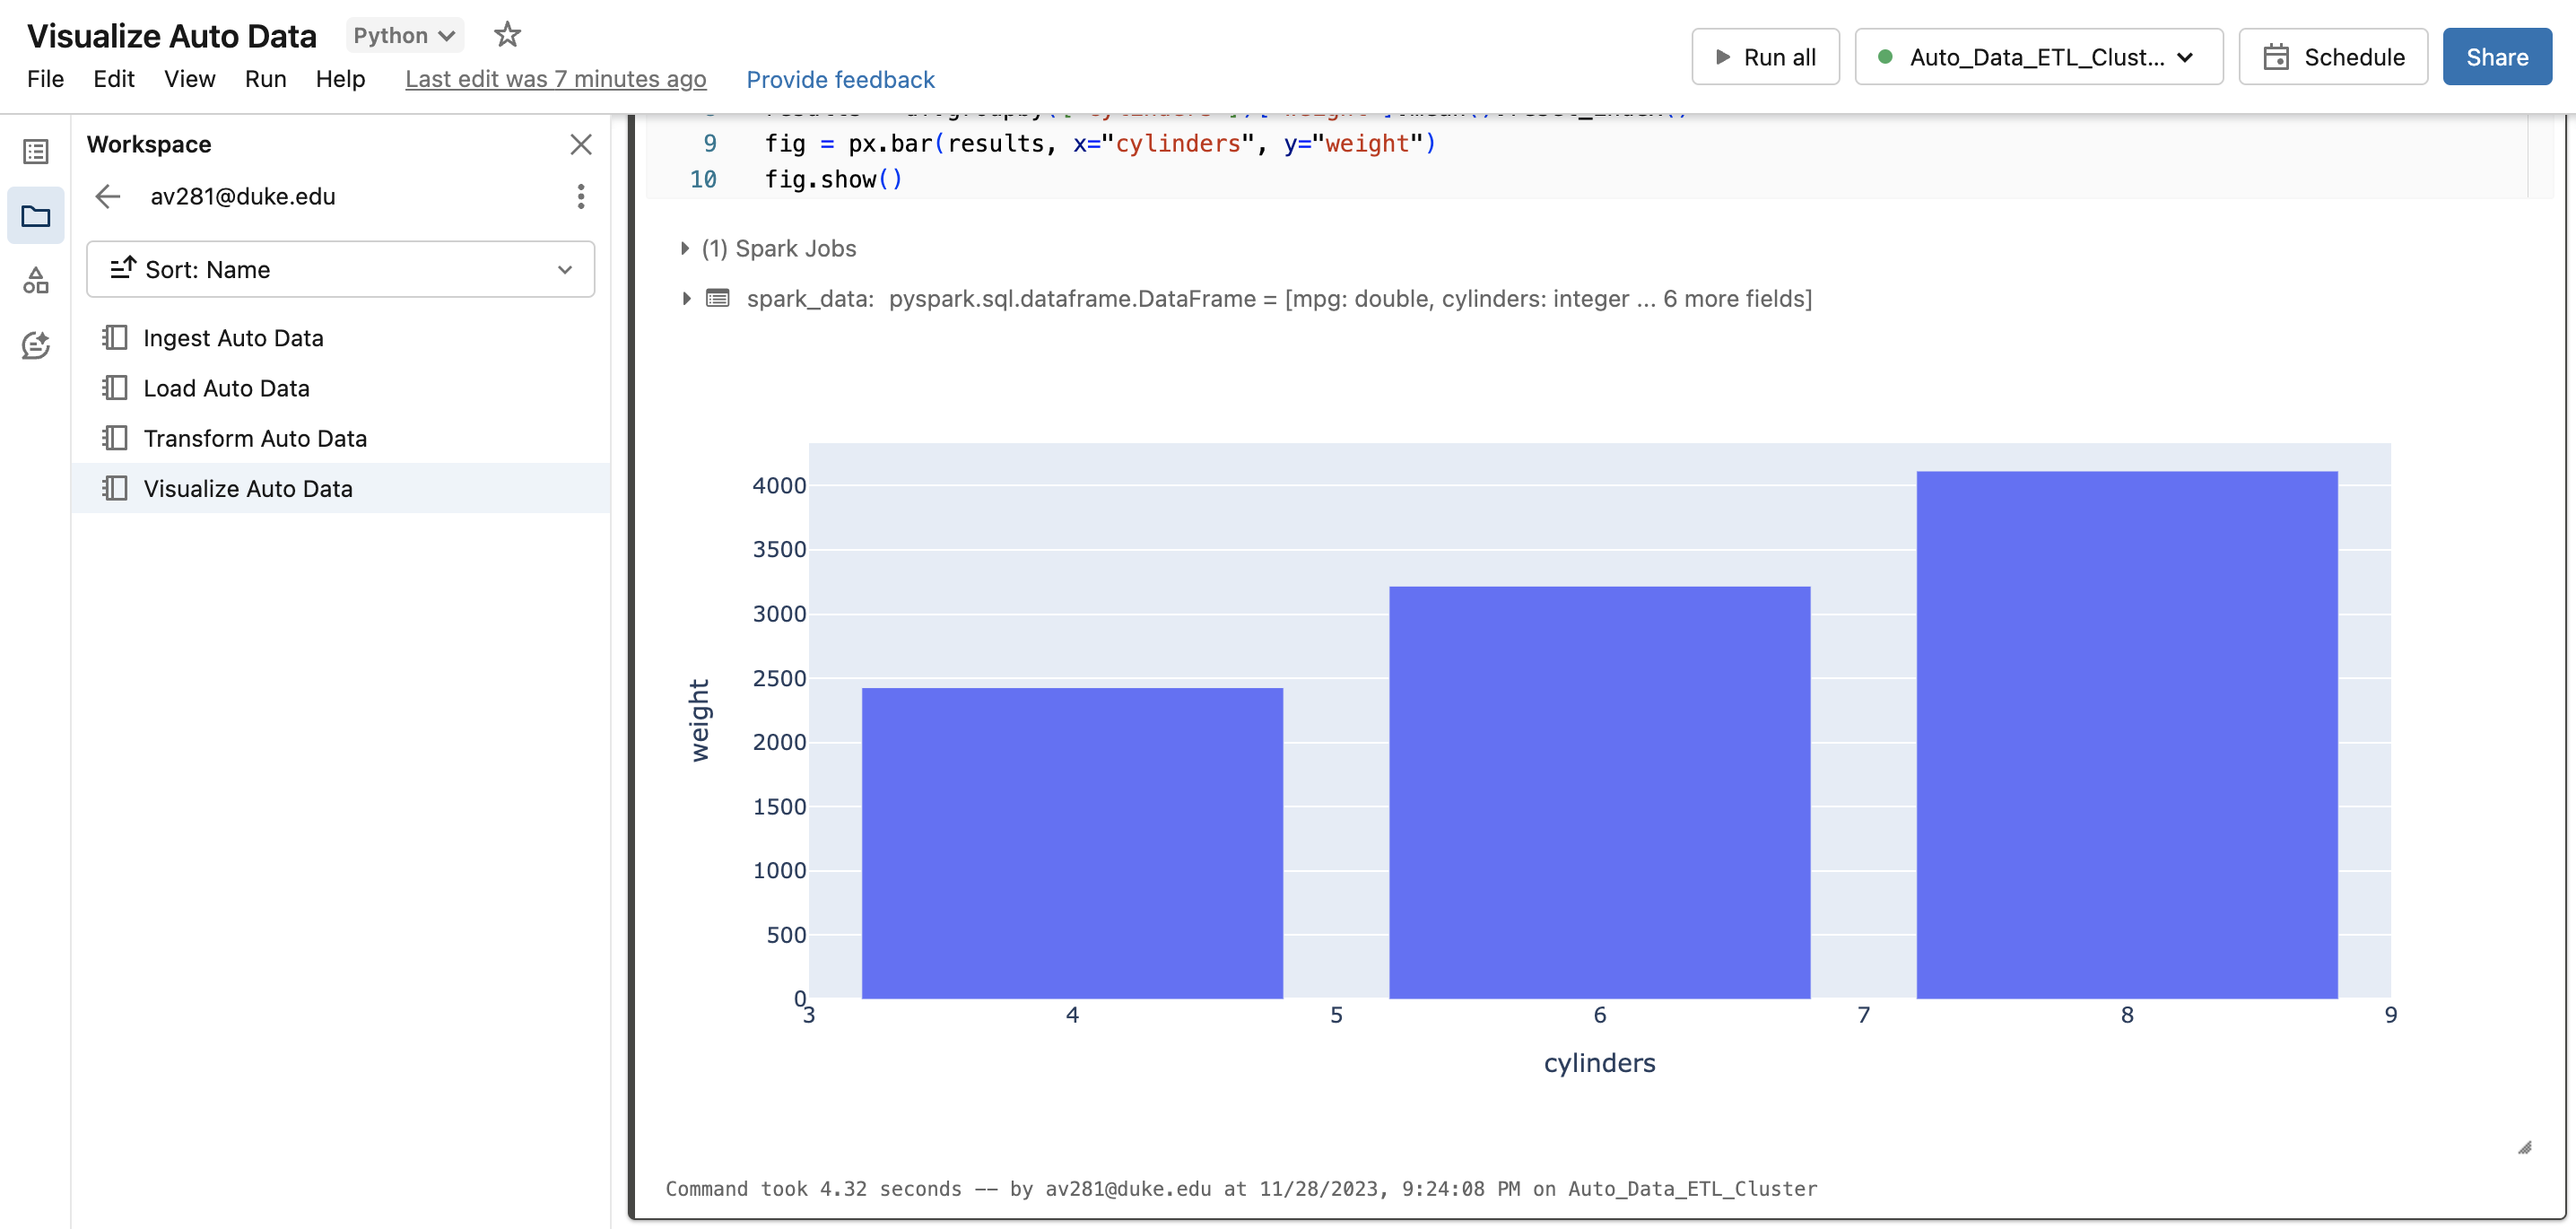 Visualize Auto Data Python
File Edit View Run Help Last edit was 7 minutes ago Provide feedback
Run all Auto_Data_ETL_Clust... Schedule Share
Workspace
av281@duke.edu
Sort: Name
Ingest Auto Data
Load Auto Data
Transform Auto Data
Visualize Auto Data
9 fig = px.bar(results, x="cylinders", y="weight")
10 fig.show()
(1) Spark Jobs
spark_data: pyspark.sql.dataframe.DataFrame = [mpg: double, cylinders: integer ... 6 more fields]
4000
3500
3000
2500
2000
1500
1000
500
0
weight
3 4 5 6 7 8 9
cylinders
Command took 4.32 seconds -- by av281@duke.edu at 11/28/2023, 9:24:08 PM on Auto_Data_ETL_Cluster